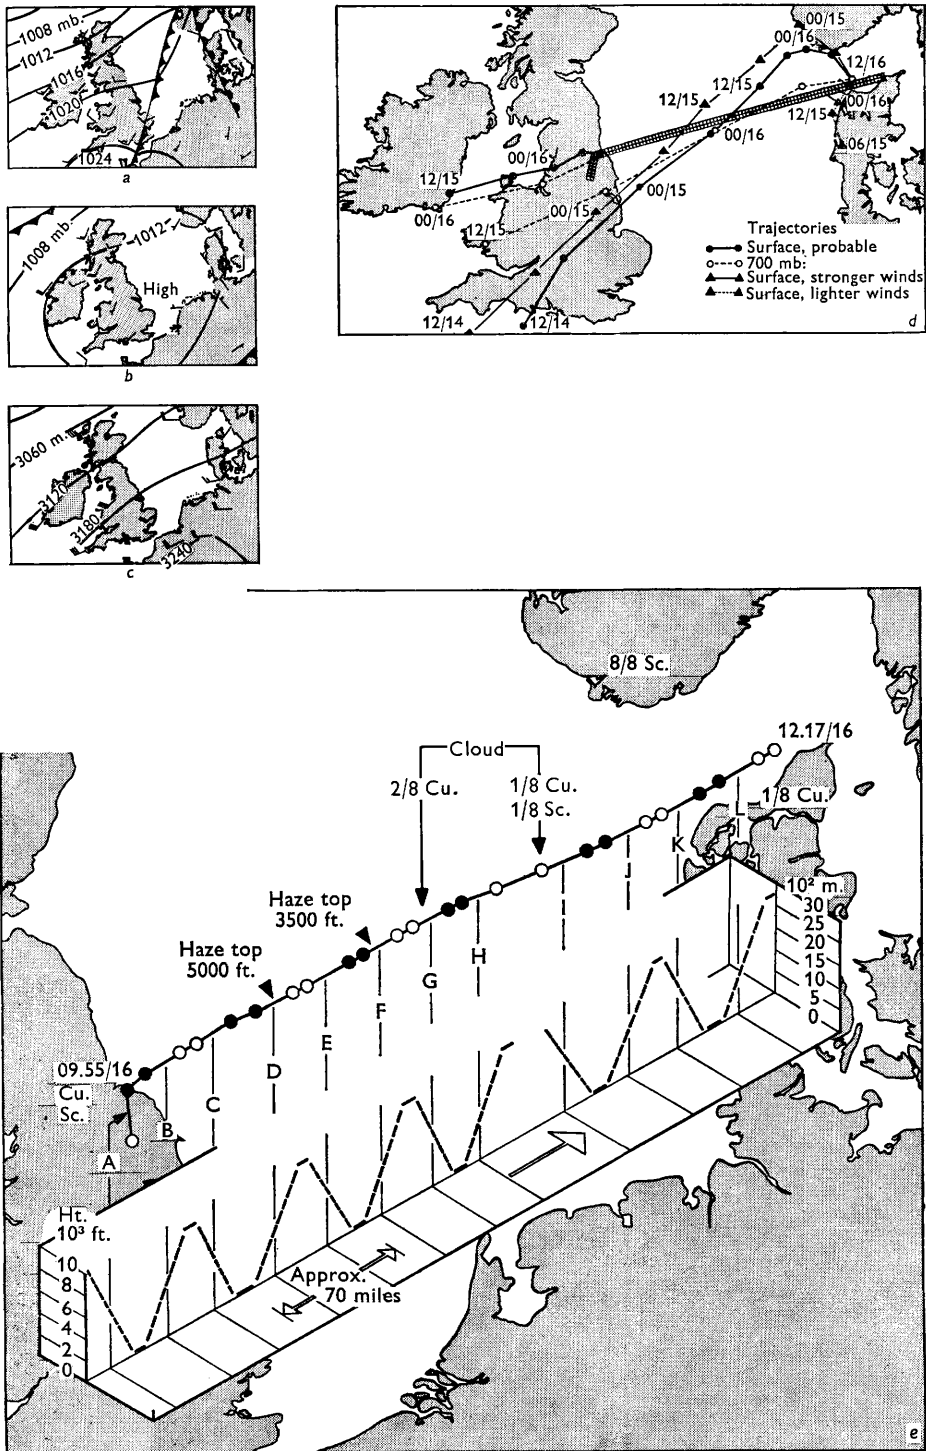 1008 mb.
1012
1016
1020
1024
a
1008 mb.
1012
High
b
3060 m.
3120
3180
3240
c
00/15
00/16
12/16
12/15
12/15
00/16
12/15
00/16
06/15
00/16
12/15
00/15
00/16
12/15
00/15
12/14
12/14
Trajectories
Surface, probable
700 mb:
Surface, stronger winds
Surface, lighter winds
d
8/8 Sc.
12.17/16
Cloud
2/8 Cu.
1/8 Cu.
1/8 Sc.
1/8 Cu.
L
K
J
Haze top
3500 ft.
Haze top
5000 ft.
H
G
F
E
D
C
B
A
09.55/16
Cu.
Sc.
10² m.
30
25
20
15
10
5
0
Ht.
10³ ft.
10
8
6
4
2
0
Approx.
70 miles
e